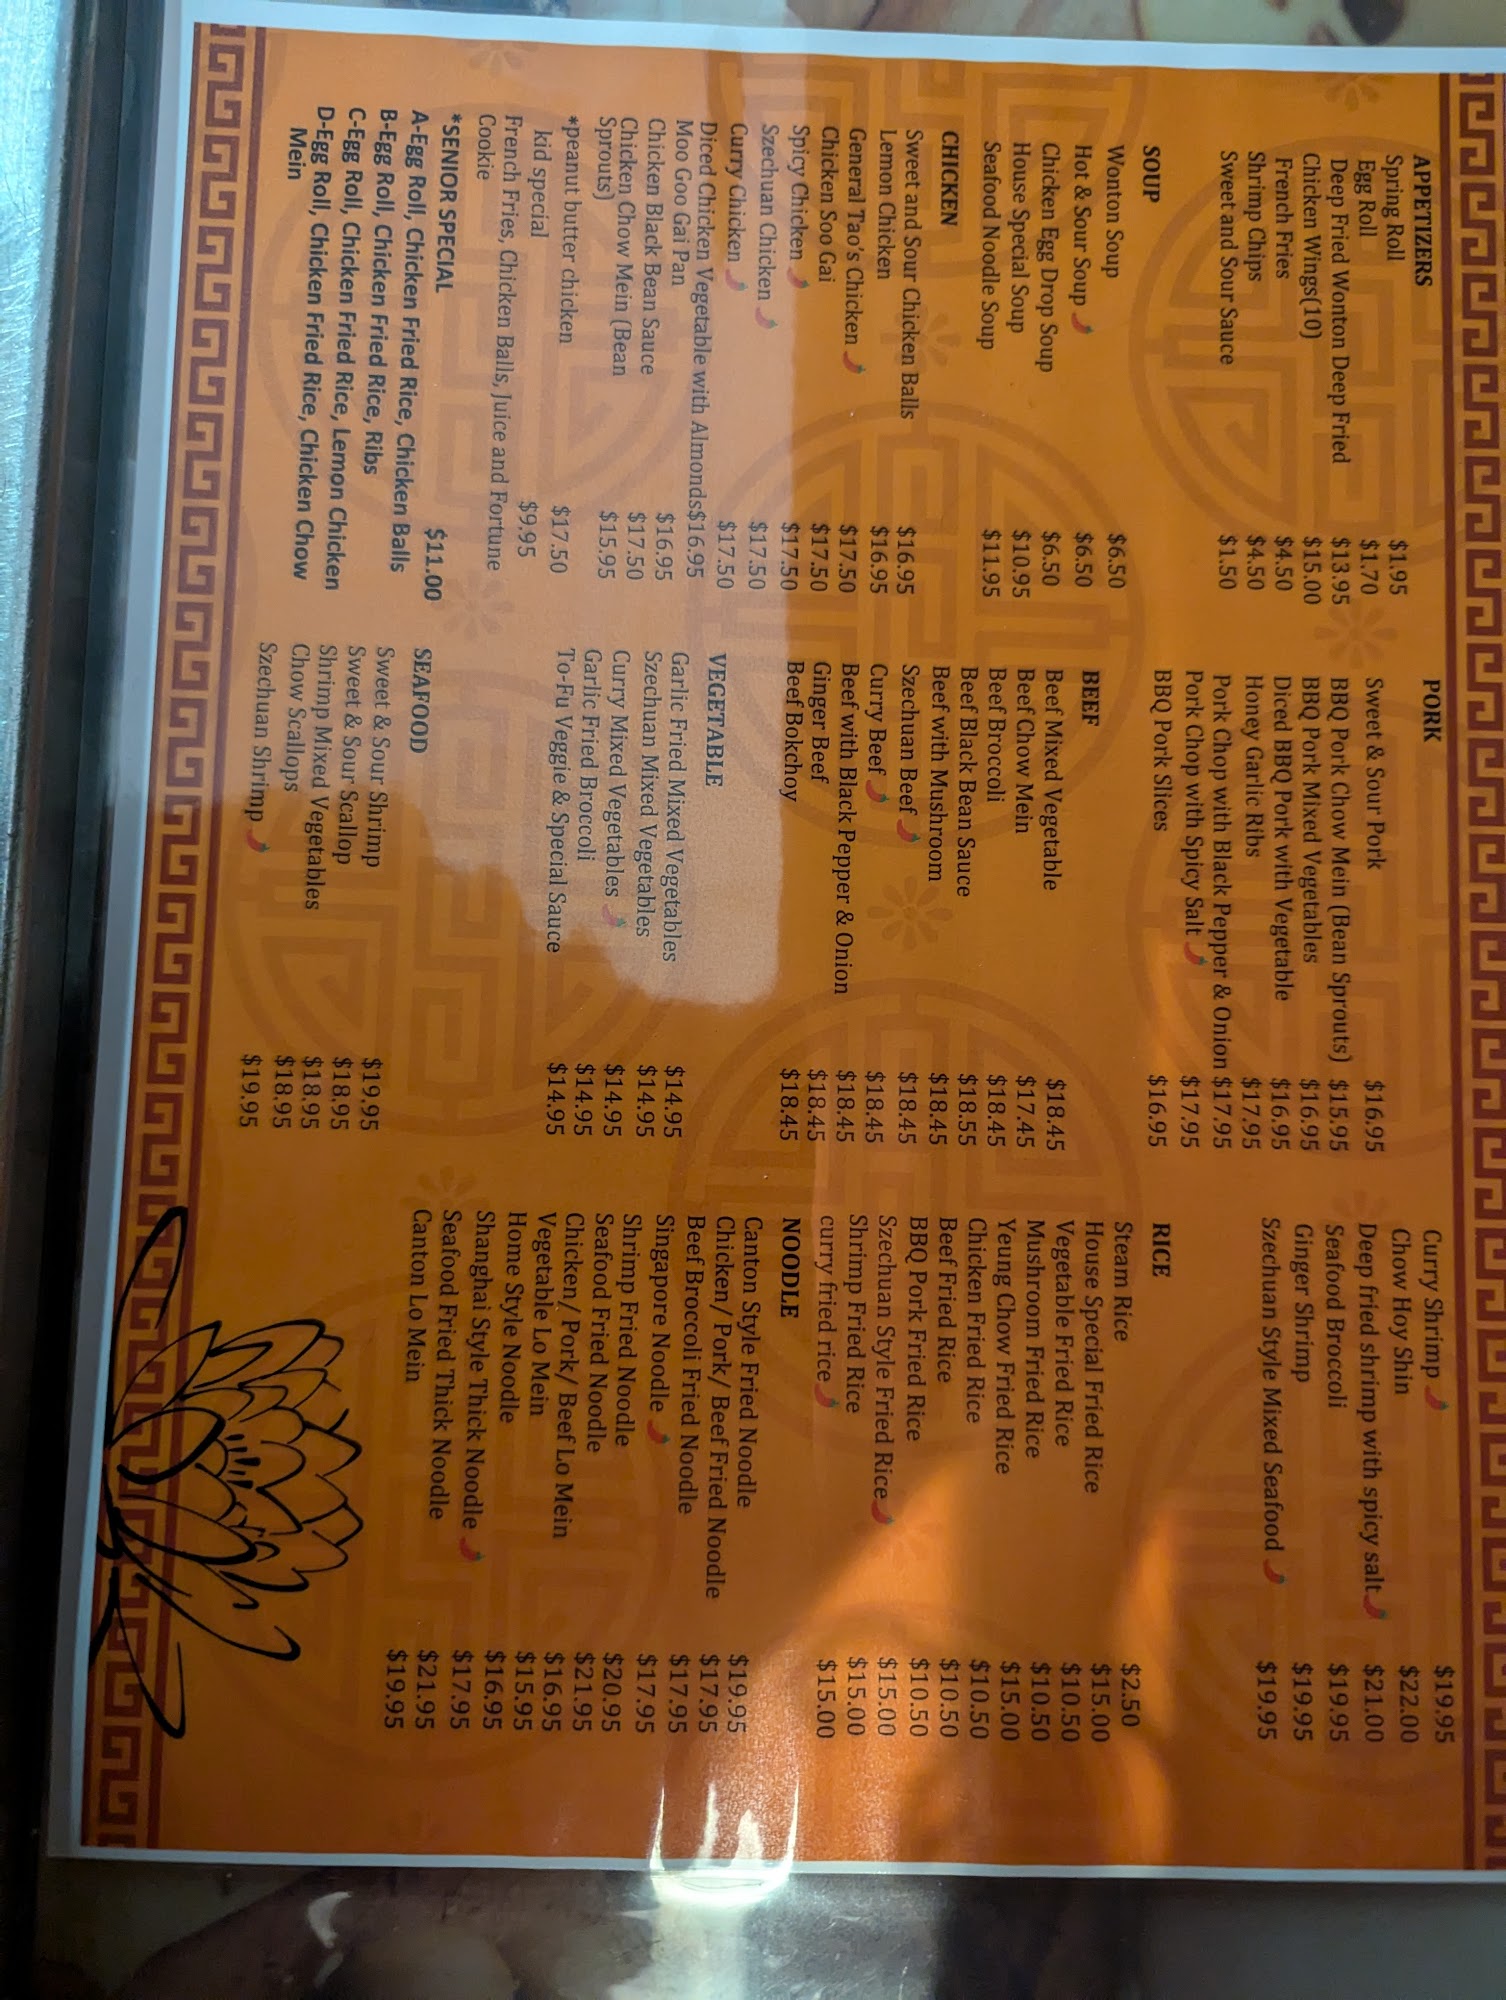 APPETIZERS
Spring Roll $1.95
Egg Roll $1.70
Deep Fried Wonton Deep Fried $13.95
Chicken Wings(10) $15.00
French Fries $4.50
Shrimp Chips $4.50
Sweet and Sour Sauce $1.50
SOUP
Wonton Soup $6.50
Hot & Sour Soup $6.50
Chicken Egg Drop Soup $6.50
House Special Soup $10.95
Seafood Noodle Soup $11.95
CHICKEN
Sweet and Sour Chicken Balls $16.95
Lemon Chicken $16.95
General Tao's Chicken $17.50
Chicken Soo Gai $17.50
Spicy Chicken $17.50
Szechuan Chicken $17.50
Curry Chicken $17.50
Diced Chicken Vegetable with Almonds$16.95
Moo Goo Gai Pan $16.95
Chicken Black Bean Sauce $17.50
Chicken Chow Mein (Bean $15.95
Sprouts)
*peanut butter chicken $17.50
kid special $9.95
French Fries, Chicken Balls, Juice and Fortune
Cookie
*SENIOR SPECIAL $11.00
A-Egg Roll, Chicken Fried Rice, Chicken Balls
B-Egg Roll, Chicken Fried Rice, Ribs
C-Egg Roll, Chicken Fried Rice, Lemon Chicken
D-Egg Roll, Chicken Fried Rice, Chicken Chow
Mein
PORK
Sweet & Sour Pork $16.95
BBQ Pork Chow Mein (Bean Sprouts) $15.95
BBQ Pork Mixed Vegetables $16.95
Diced BBQ Pork with Vegetable $16.95
Honey Garlic Ribs $17.95
Pork Chop with Black Pepper & Onion $17.95
Pork Chop with Spicy Salt $17.95
BBQ Pork Slices $16.95
BEEF
Beef Mixed Vegetable $18.45
Beef Chow Mein $17.45
Beef Broccoli $18.45
Beef Black Bean Sauce $18.55
Beef with Mushroom $18.45
Szechuan Beef $18.45
Curry Beef $18.45
Beef with Black Pepper & Onion $18.45
Ginger Beef $18.45
Beef Bokchoy $18.45
VEGETABLE
Garlic Fried Mixed Vegetables $14.95
Szechuan Mixed Vegetables $14.95
Curry Mixed Vegetables $14.95
Garlic Fried Broccoli $14.95
To-Fu Veggie & Special Sauce $14.95
SEAFOOD
Sweet & Sour Shrimp $19.95
Sweet & Sour Scallop $18.95
Shrimp Mixed Vegetables $18.95
Chow Scallops $18.95
Szechuan Shrimp $19.95
Curry Shrimp $19.95
Chow Hoy Shin $22.00
Deep fried shrimp with spicy salt $21.00
Seafood Broccoli $19.95
Ginger Shrimp $19.95
Szechuan Style Mixed Seafood $19.95
RICE
Steam Rice $2.50
House Special Fried Rice $15.00
Vegetable Fried Rice $10.50
Mushroom Fried Rice $10.50
Yeung Chow Fried Rice $15.00
Chicken Fried Rice $10.50
Beef Fried Rice $10.50
BBQ Pork Fried Rice $10.50
Szechuan Style Fried Rice $15.00
Shrimp Fried Rice $15.00
curry fried rice $15.00
NOODLE
Canton Style Fried Noodle $19.95
Chicken/ Pork/ Beef Fried Noodle $17.95
Beef Broccoli Fried Noodle $17.95
Singapore Noodle $17.95
Shrimp Fried Noodle $20.95
Seafood Fried Noodle $21.95
Chicken/ Pork/ Beef Lo Mein $16.95
Vegetable Lo Mein $15.95
Home Style Noodle $16.95
Shanghai Style Thick Noodle $17.95
Seafood Fried Thick Noodle $21.95
Canton Lo Mein $19.95